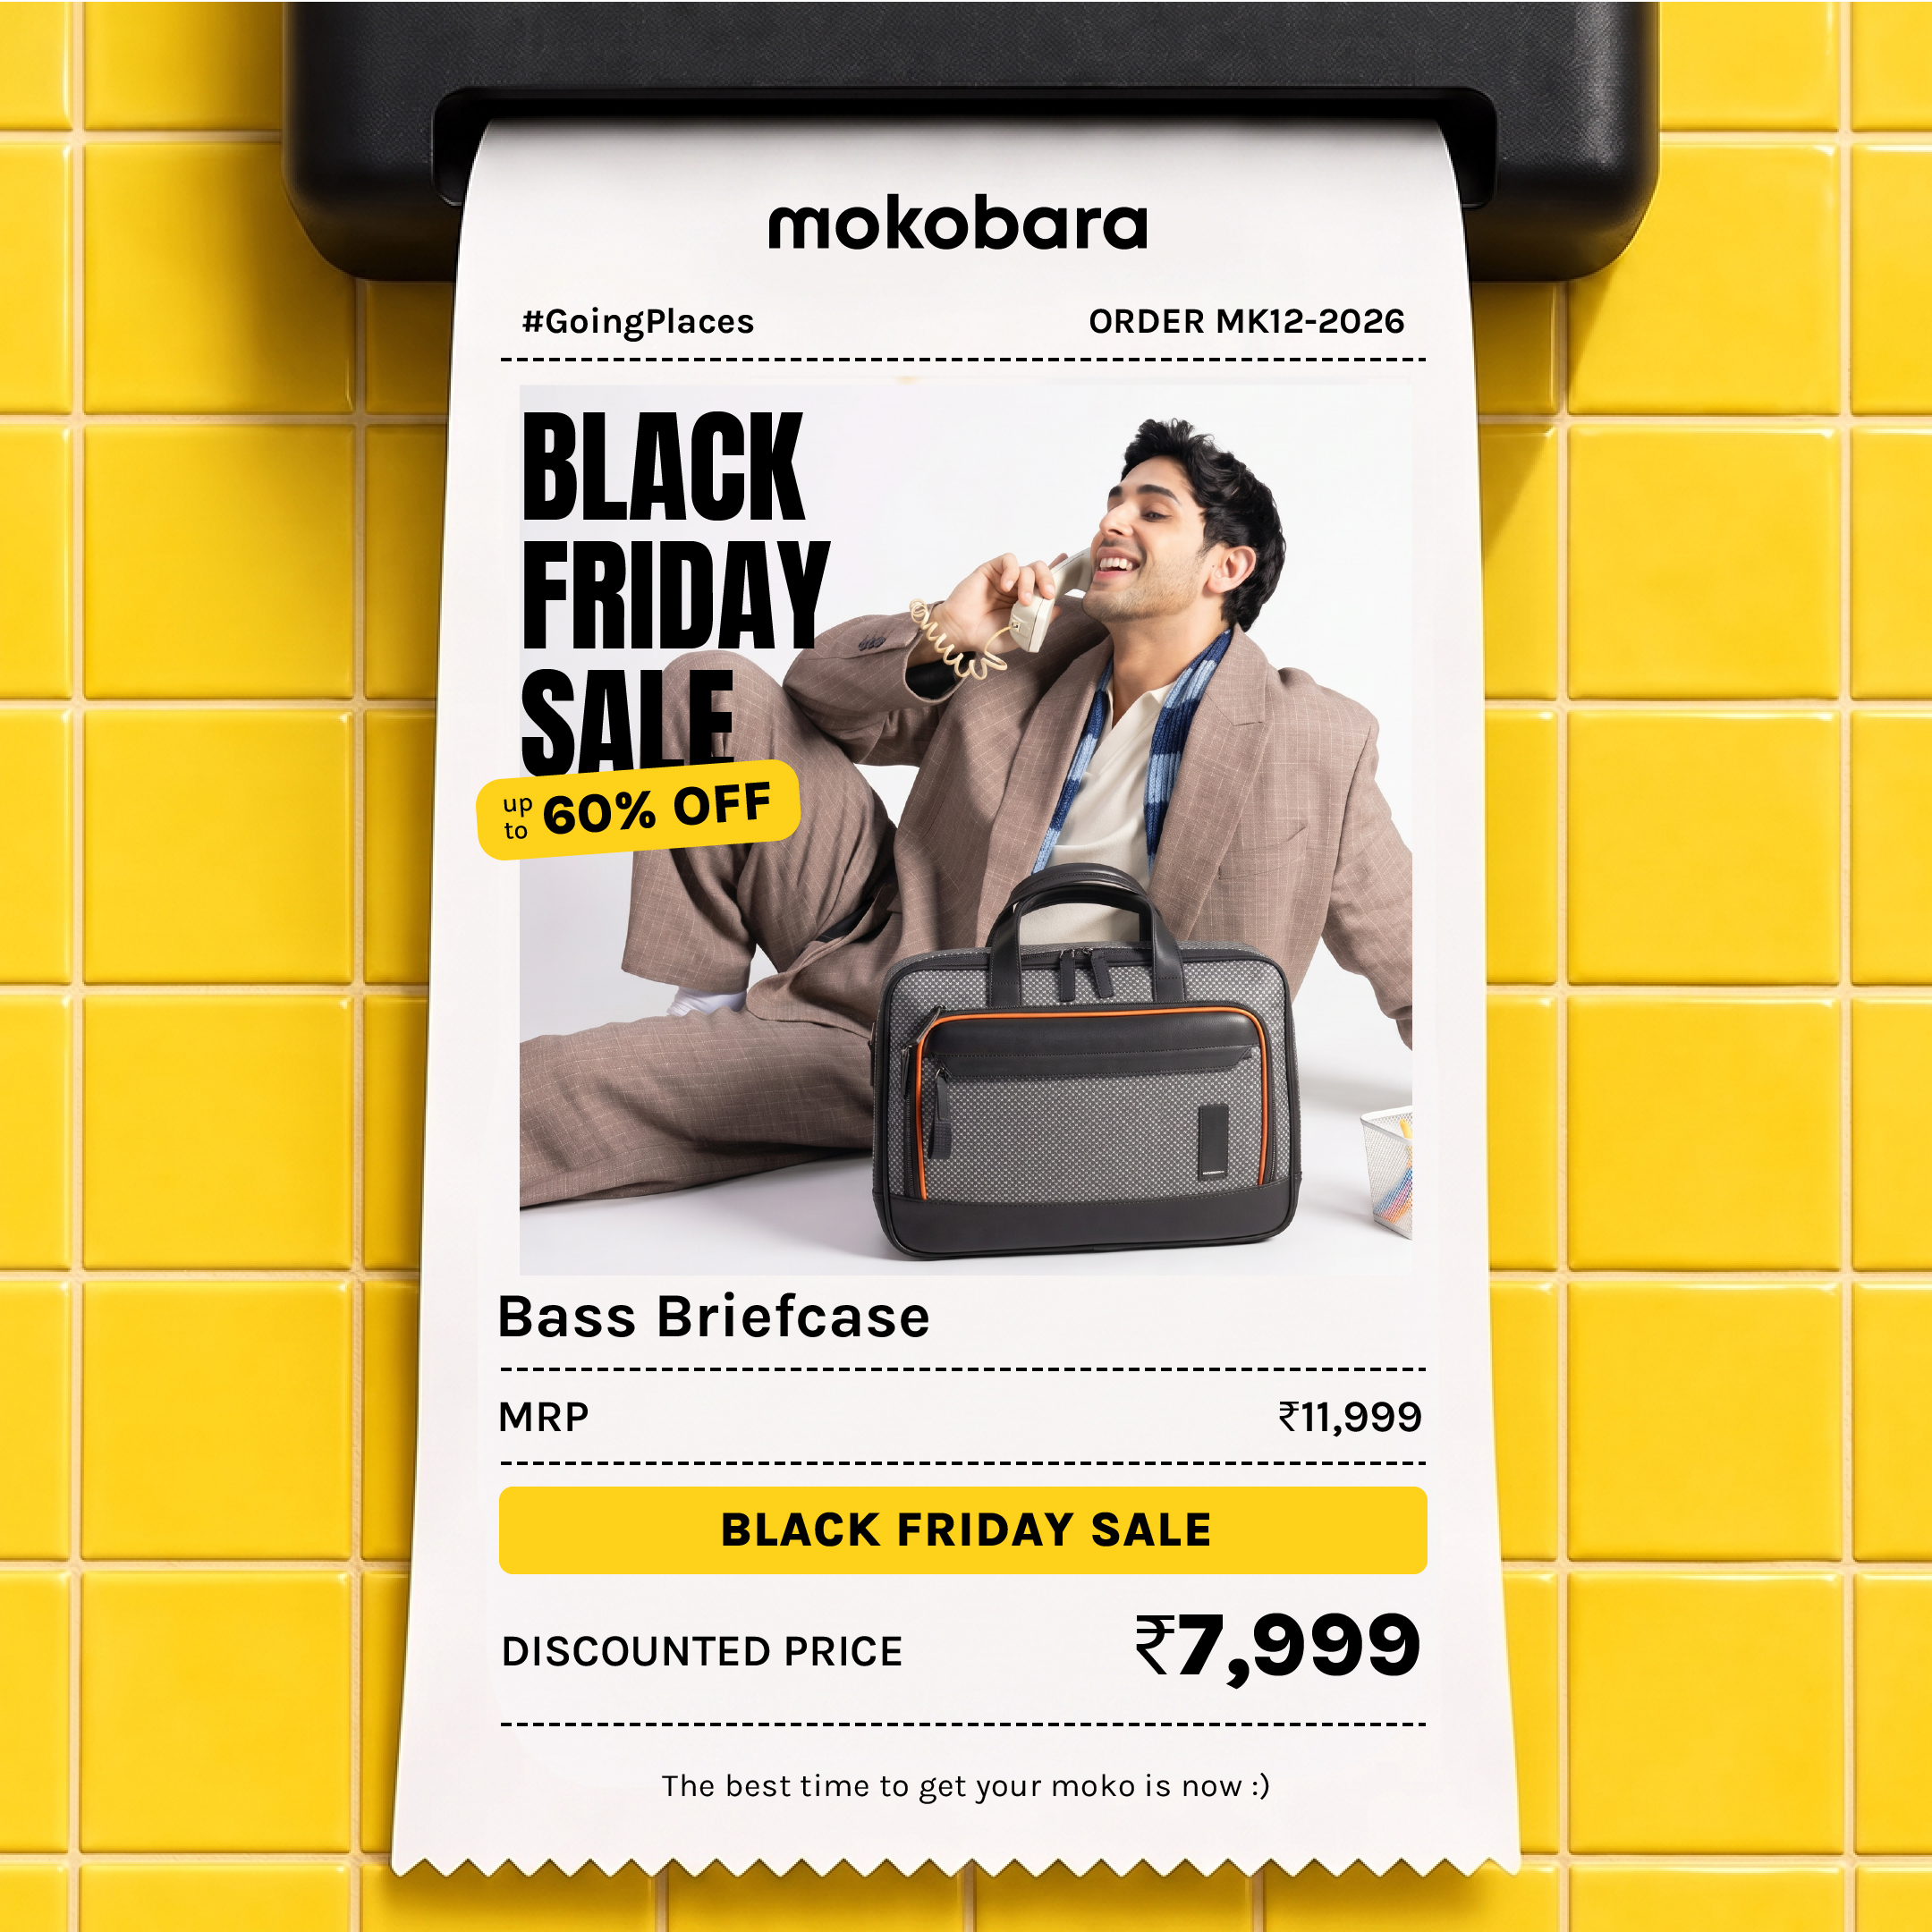 mokobara
#GoingPlaces
ORDER MK12-2026
BLACK
FRIDAY
SALE
up
to
60% OFF
Bass Briefcase
MRP
₹11,999
BLACK FRIDAY SALE
DISCOUNTED PRICE
₹7,999
The best time to get your moko is now :)